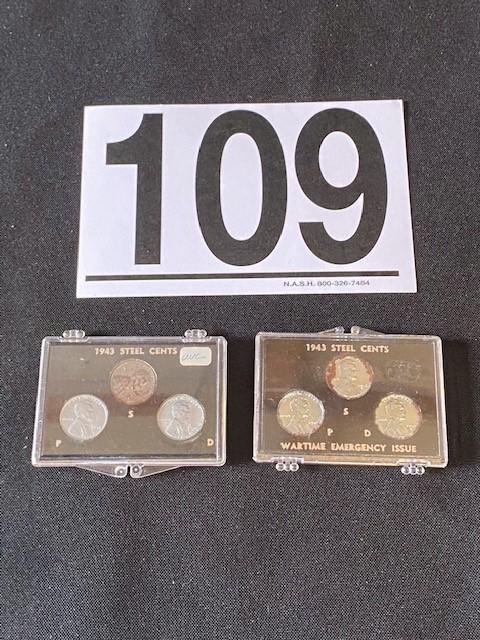 109
N.A.S.H. 800-326-7484
1943 STEEL CENTS
S
P D
1943 STEEL CENTS
S
P D
WARTIME EMERGENCY ISSUE